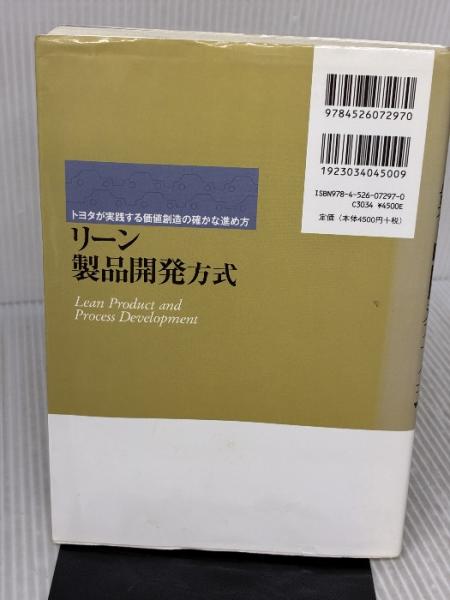 9784526072970
1923034045009
ISBN978-4-526-07297-0
C3034 ¥4500E
定価(本体4500円+税)
トヨタが実践する価値創造の確かな進め方
リーン
製品開発方式
Lean Product and
Process Development